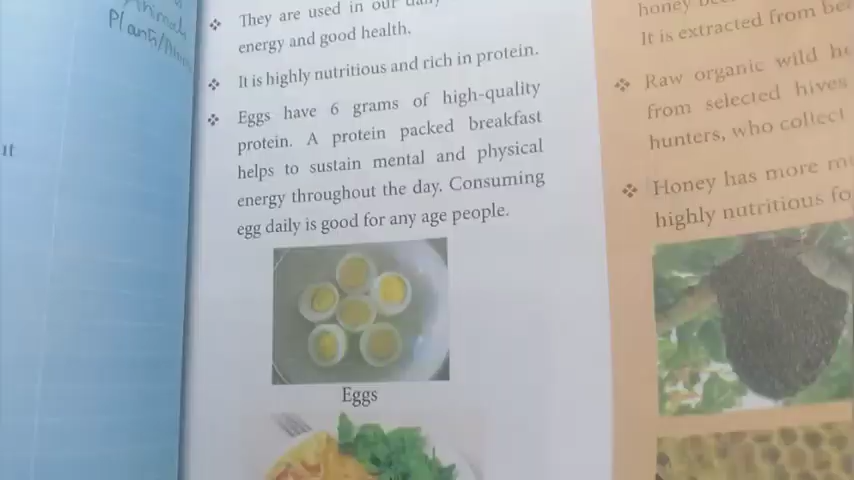 Animals
Plants/
It
❖ They are used in our daily
energy and good health.
❖ It is highly nutritious and rich in protein.
❖ Eggs have 6 grams of high-quality
protein. A protein packed breakfast
helps to sustain mental and physical
energy throughout the day. Consuming
egg daily is good for any age people.
Eggs
honey
It is extracted from
❖ Raw organic wild
from selected hives
hunters, who collect
❖ Honey has more
highly nutritious